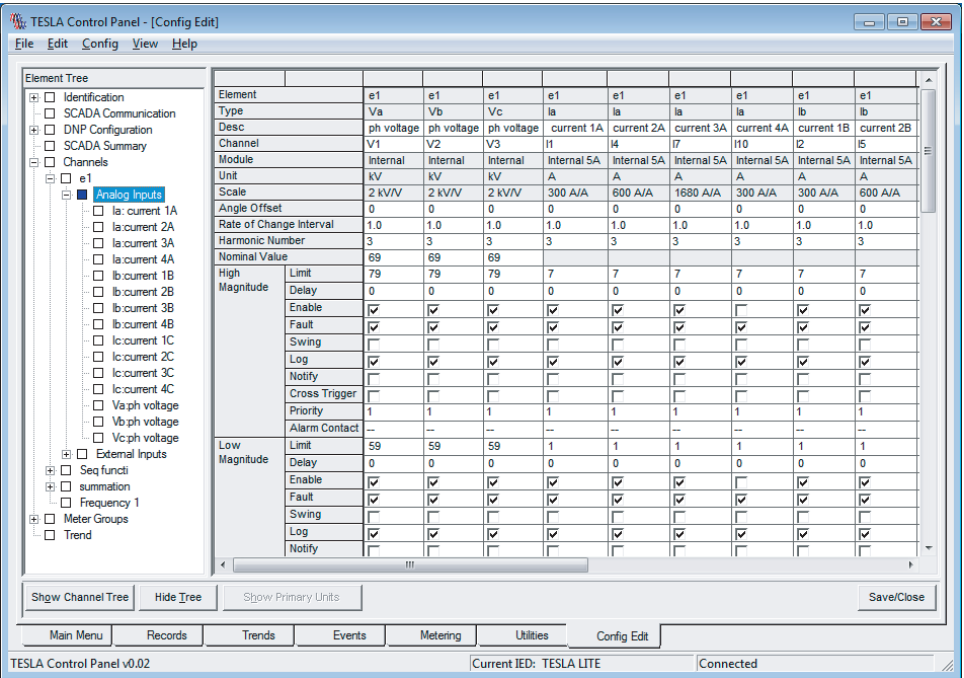 TESLA Control Panel - [Config Edit]
File Edit Config View Help
Element Tree
Identification
SCADA Communication
DNP Configuration
SCADA Summary
Channels
e1
Analog Inputs
Ia: current 1A
Ia:current 2A
Ia:current 3A
Ia:current 4A
Ib:current 1B
Ib:current 2B
Ib:current 3B
Ib:current 4B
Ic:current 1C
Ic:current 2C
Ic:current 3C
Ic:current 4C
Va:ph voltage
Vb:ph voltage
Vc:ph voltage
External Inputs
Seq functi
summation
Frequency 1
Meter Groups
Trend
Element e1 e1 e1 e1 e1 e1 e1 e1 e1
Type Va Vb Vc Ia Ia Ia Ia Ib Ib
Desc ph voltage ph voltage ph voltage current 1A current 2A current 3A current 4A current 1B current 2B
Channel V1 V2 V3 I1 I4 I7 I10 I2 I5
Module Internal Internal Internal Internal 5A Internal 5A Internal 5A Internal 5A Internal 5A Internal 5A
Unit kV kV kV A A A A A A
Scale 2 kV/V 2 kV/V 2 kV/V 300 A/A 600 A/A 1680 A/A 300 A/A 300 A/A 600 A/A
Angle Offset 0 0 0 0 0 0 0 0 0
Rate of Change Interval 1.0 1.0 1.0 1.0 1.0 1.0 1.0 1.0 1.0
Harmonic Number 3 3 3 3 3 3 3 3 3
Nominal Value 69 69 69
High Magnitude Limit 79 79 79 7 7 7 7 7 7
Delay 0 0 0 0 0 0 0 0 0
Enable
Fault
Swing
Log
Notify
Cross Trigger
Priority 1 1 1 1 1 1 1 1 1
Alarm Contact -- -- -- -- -- -- -- -- --
Low Magnitude Limit 59 59 59 1 1 1 1 1 1
Delay 0 0 0 0 0 0 0 0 0
Enable
Fault
Swing
Log
Notify
Show Channel Tree Hide Tree Show Primary Units Save/Close
Main Menu Records Trends Events Metering Utilities Config Edit
TESLA Control Panel v0.02 Current IED: TESLA LITE Connected